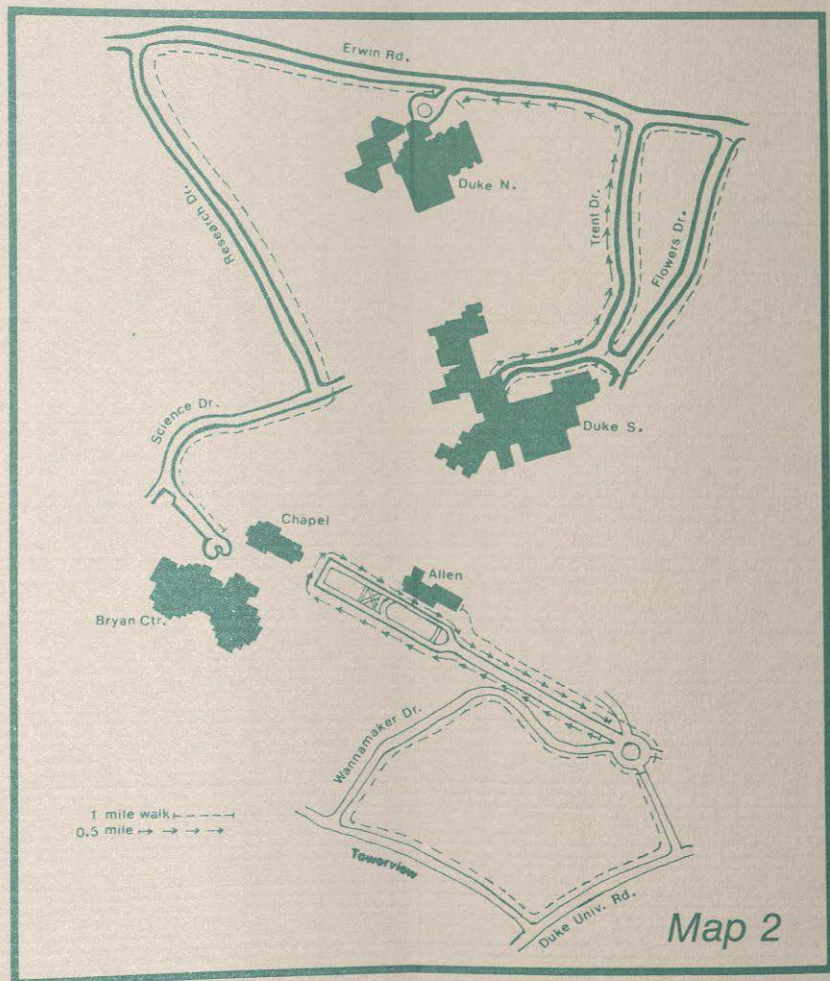 Erwin Rd.
Duke N.
Research Dr.
Trent Dr.
Flowers Dr.
Science Dr.
Duke S.
Chapel
Allen
Bryan Ctr.
Wannamaker Dr.
1 mile walk
0.5 mile
Towerview
Duke Univ. Rd.
Map 2